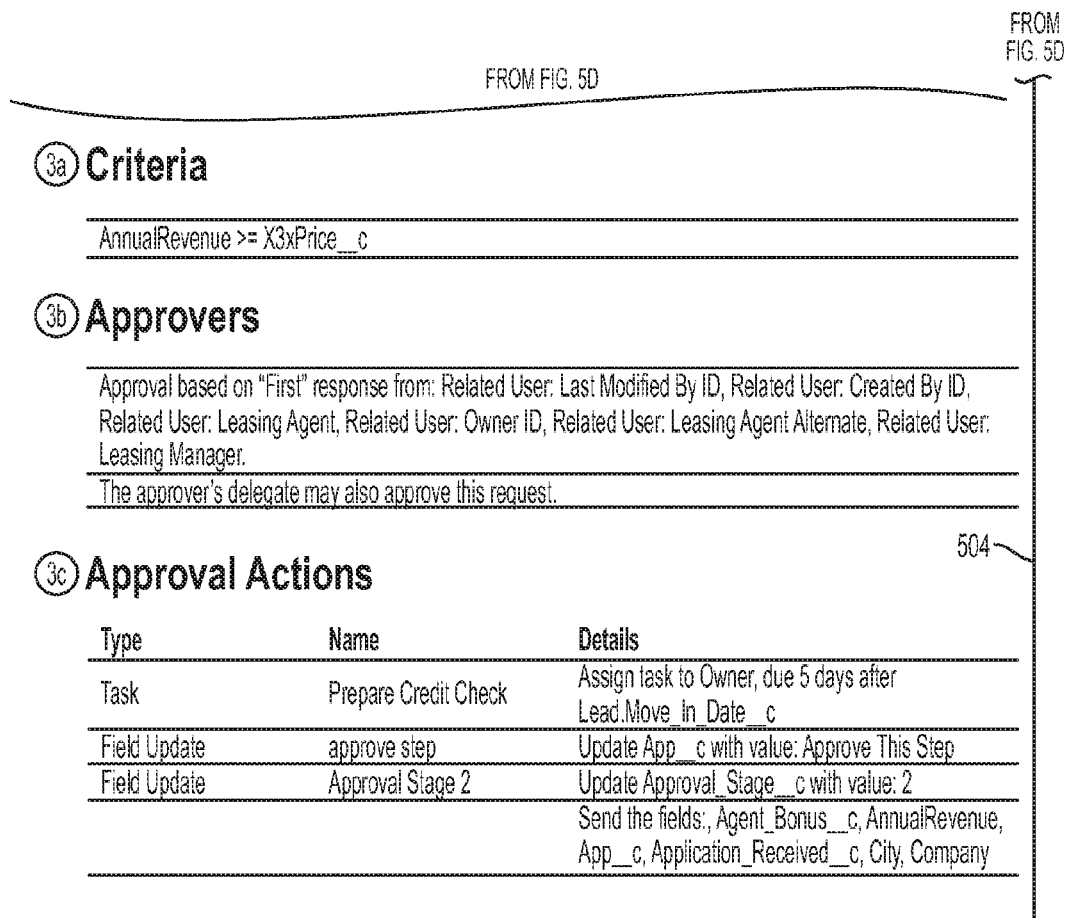 FROM
FIG. 5D
FROM FIG. 5D
3a Criteria
AnnualRevenue >= X3xPrice__c
3b Approvers
Approval based on “First” response from: Related User: Last Modified By ID, Related User: Created By ID,
Related User: Leasing Agent, Related User: Owner ID, Related User: Leasing Agent Alternate, Related User:
Leasing Manager.
The approver’s delegate may also approve this request.
504
3c Approval Actions
Type Name Details
Task Prepare Credit Check Assign task to Owner, due 5 days after
Lead.Move_In_Date__c
Field Update approve step Update App__c with value: Approve This Step
Field Update Approval Stage 2 Update Approval_Stage__c with value: 2
Send the fields:, Agent_Bonus__c, AnnualRevenue,
App__c, Application_Received__c, City, Company